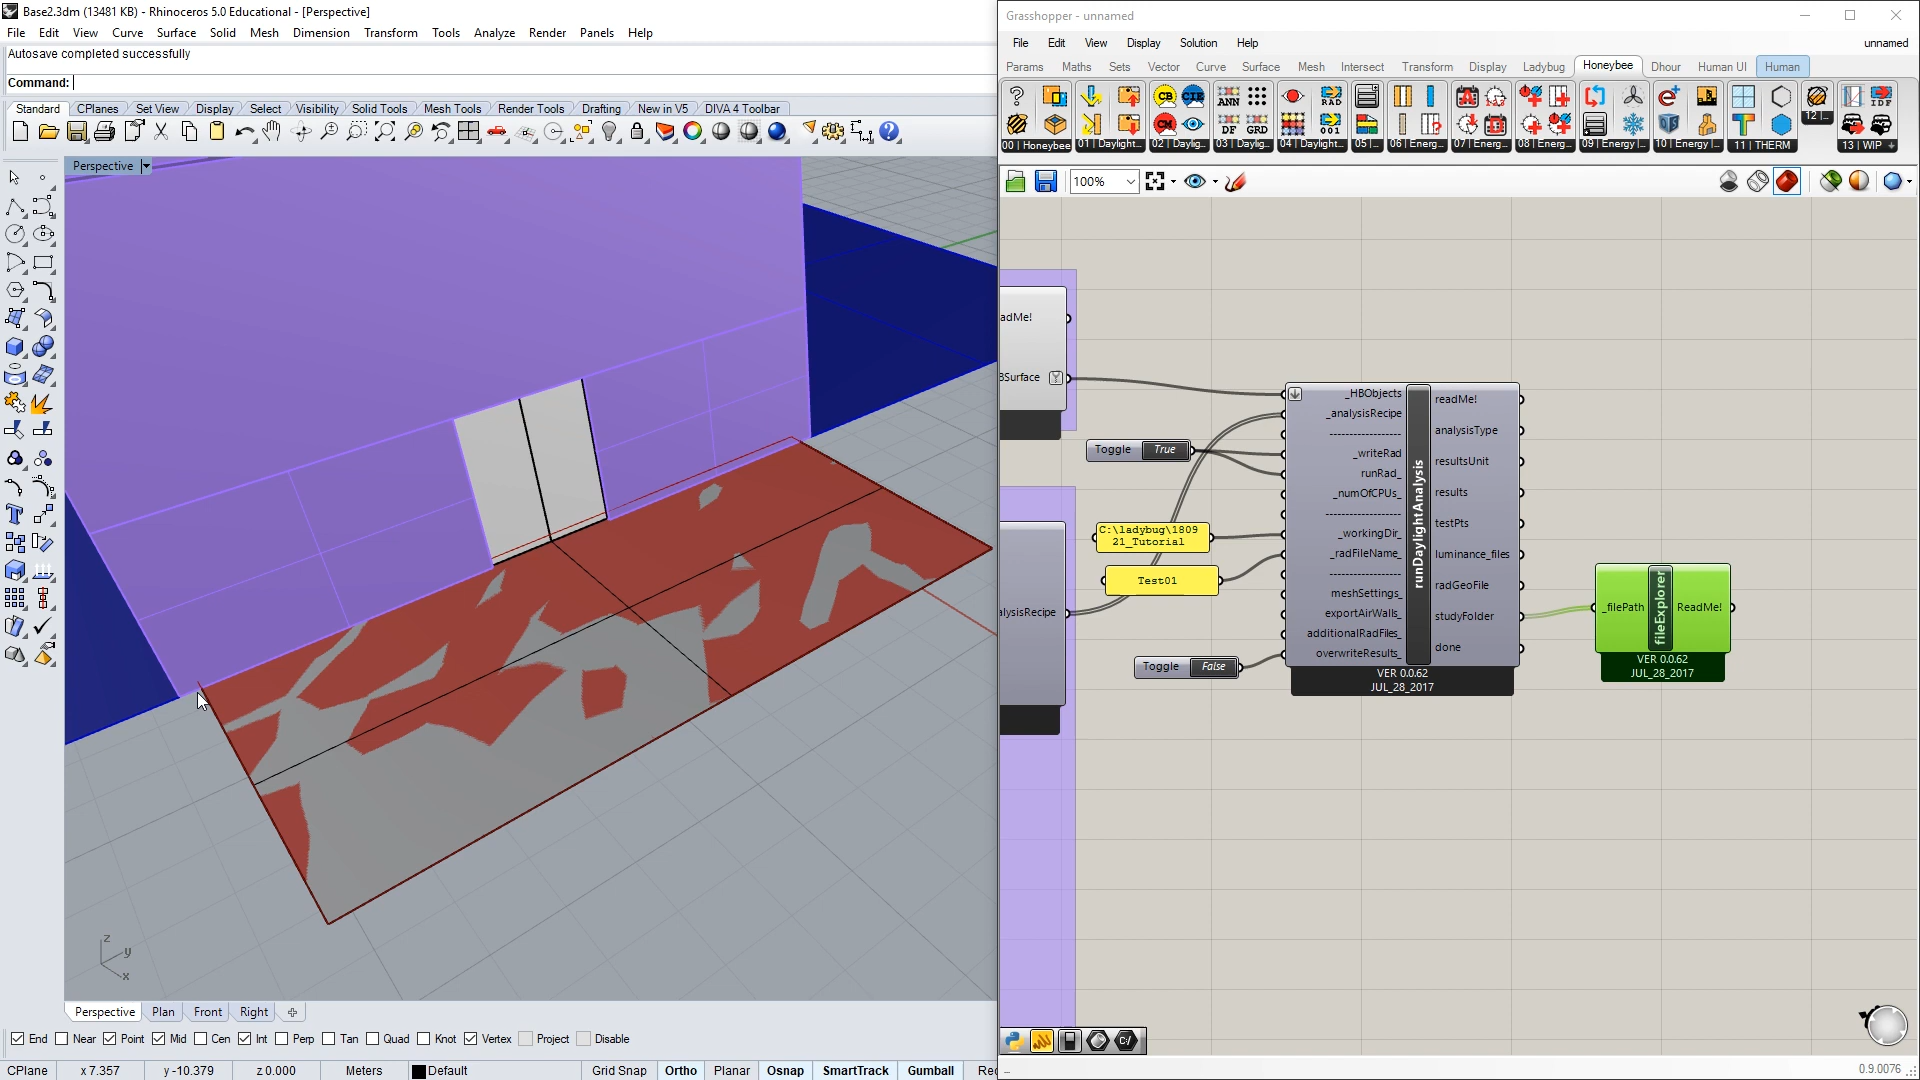 Base2.3dm (13481 KB) - Rhinoceros 5.0 Educational - [Perspective]
File Edit View Curve Surface Solid Mesh Dimension Transform Tools Analyze Render Panels Help
Autosave completed successfully
Command:
Standard CPlanes Set View Display Select Visibility Solid Tools Mesh Tools Render Tools Drafting New in V5 DIVA 4 Toolbar
Perspective
z
y
x
Perspective Plan Front Right
End Near Point Mid Cen Int Perp Tan Quad Knot Vertex Project Disable
CPlane x 7.357 y -10.379 z 0.000 Meters Default Grid Snap Ortho Planar Osnap SmartTrack Gumball Rec
Grasshopper - unnamed
File Edit View Display Solution Help unnamed
Params Maths Sets Vector Curve Surface Mesh Intersect Transform Display Ladybug Honeybee Dhour Human UI Human
00 | Honeybee 01 | Daylight... 02 | Daylig... 03 | Daylig... 04 | Daylight... 05 |... 06 | Energ... 07 | Energ... 08 | Energ... 09 | Energy |... 10 | Energy |... 11 | THERM 12 |... 13 | WIP
100%
adMe!
BSurface
alysisRecipe
Toggle True
C:\ladybug\1809
21_Tutorial
Test01
Toggle False
_HBObjects
_analysisRecipe
-------------------
_writeRad
runRad_
_numOfCPUs_
-------------------
_workingDir_
_radFileName_
-------------------
meshSettings_
exportAirWalls_
additionalRadFiles_
overwriteResults_
runDaylightAnalysis
readMe!
analysisType
resultsUnit
results
testPts
luminance_files
radGeoFile
studyFolder
done
VER 0.0.62
JUL_28_2017
_filePath
fileExplorer
ReadMe!
VER 0.0.62
JUL_28_2017
0.9.0076